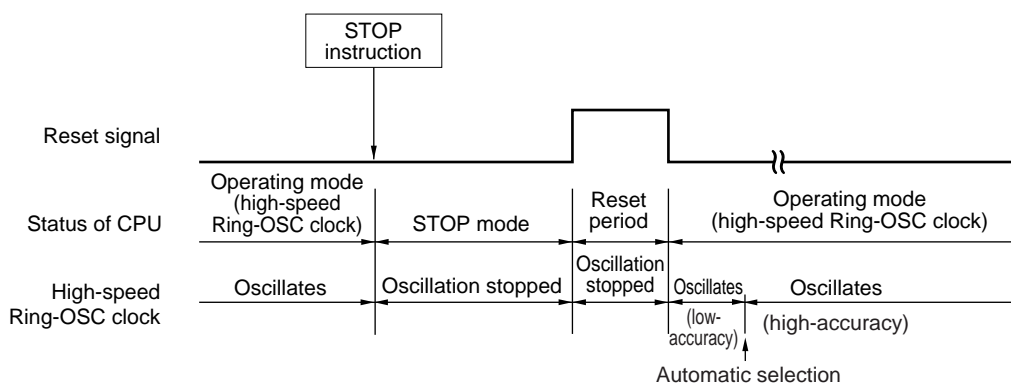 STOP
instruction
Reset signal
Status of CPU
Operating mode
(high-speed
Ring-OSC clock)
STOP mode
Reset
period
Operating mode
(high-speed Ring-OSC clock)
High-speed
Ring-OSC clock
Oscillates
Oscillation stopped
Oscillation
stopped
Oscillates
(low-
accuracy)
Oscillates
(high-accuracy)
Automatic selection